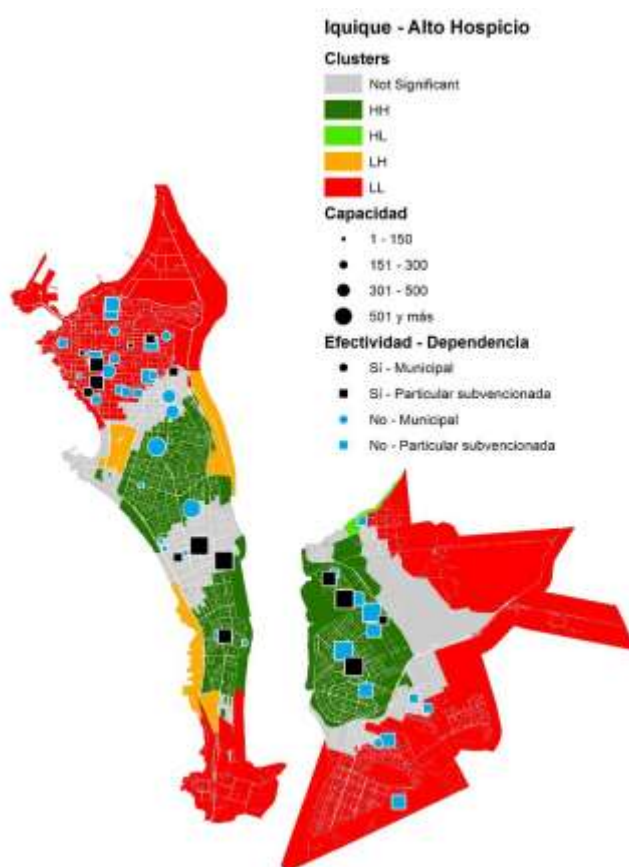 Iquique - Alto Hospicio
Clusters
Not Significant
HH
HL
LH
LL
Capacidad
1 - 150
151 - 300
301 - 500
501 y más
Efectividad - Dependencia
Sí - Municipal
Sí - Particular subvencionada
No - Municipal
No - Particular subvencionada